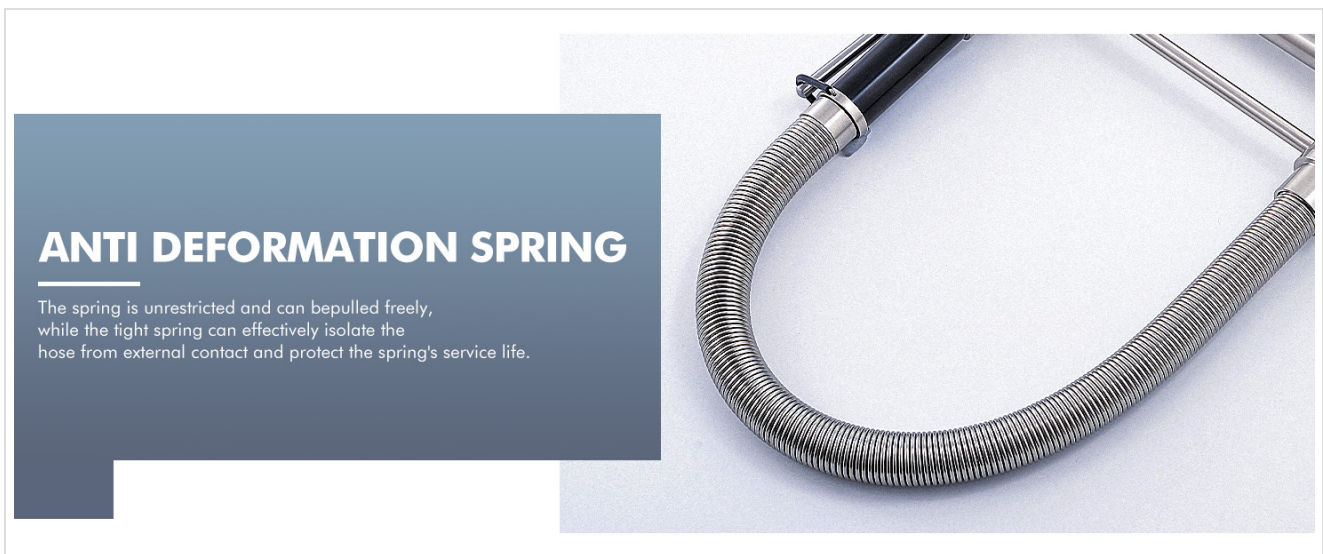 ANTI DEFORMATION SPRING
The spring is unrestricted and can bepulled freely,
while the tight spring can effectively isolate the
hose from external contact and protect the spring's service life.